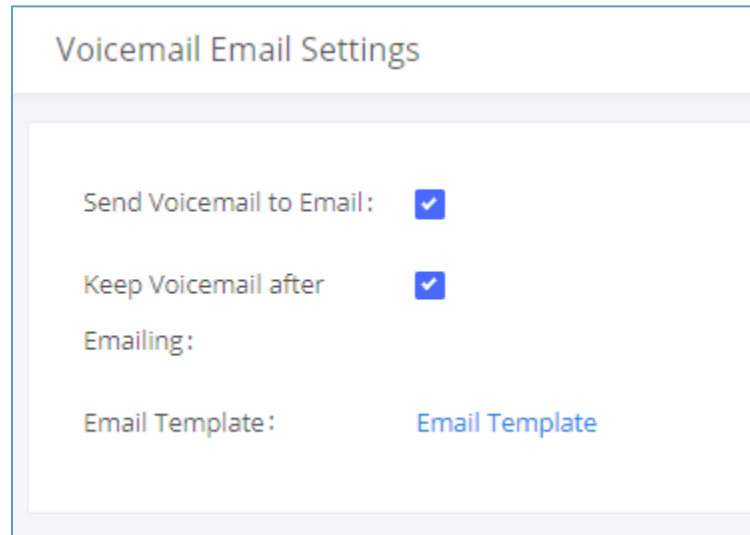 Voicemail Email Settings
Send Voicemail to Email:
Keep Voicemail after
Emailing:
Email Template: Email Template